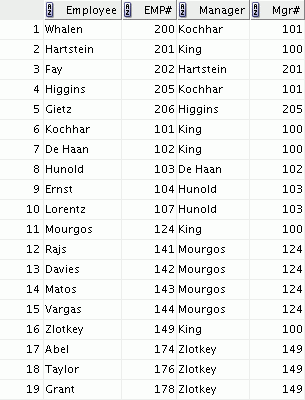 Employee EMP# Manager Mgr#
1 Whalen 200 Kochhar 101
2 Hartstein 201 King 100
3 Fay 202 Hartstein 201
4 Higgins 205 Kochhar 101
5 Gietz 206 Higgins 205
6 Kochhar 101 King 100
7 De Haan 102 King 100
8 Hunold 103 De Haan 102
9 Ernst 104 Hunold 103
10 Lorentz 107 Hunold 103
11 Mourgos 124 King 100
12 Rajs 141 Mourgos 124
13 Davies 142 Mourgos 124
14 Matos 143 Mourgos 124
15 Vargas 144 Mourgos 124
16 Zlotkey 149 King 100
17 Abel 174 Zlotkey 149
18 Taylor 176 Zlotkey 149
19 Grant 178 Zlotkey 149